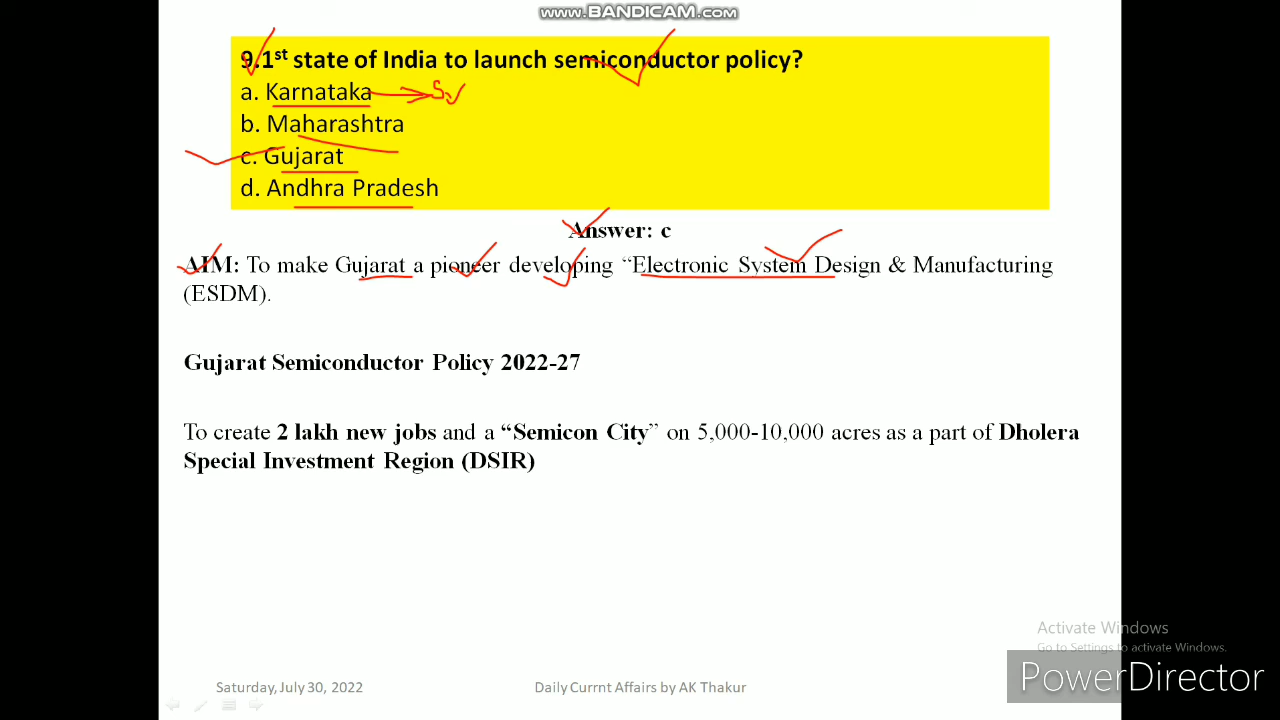 www.BANDICAM.com
9.1st state of India to launch semiconductor policy?
a. Karnataka
b. Maharashtra
c. Gujarat
d. Andhra Pradesh
Answer: c
AIM: To make Gujarat a pioneer developing “Electronic System Design & Manufacturing
(ESDM).
Gujarat Semiconductor Policy 2022-27
To create 2 lakh new jobs and a “Semicon City” on 5,000-10,000 acres as a part of Dholera
Special Investment Region (DSIR)
Activate Windows
Go to Settings to activate Windows.
PowerDirector
Saturday, July 30, 2022
Daily Currnt Affairs by AK Thakur